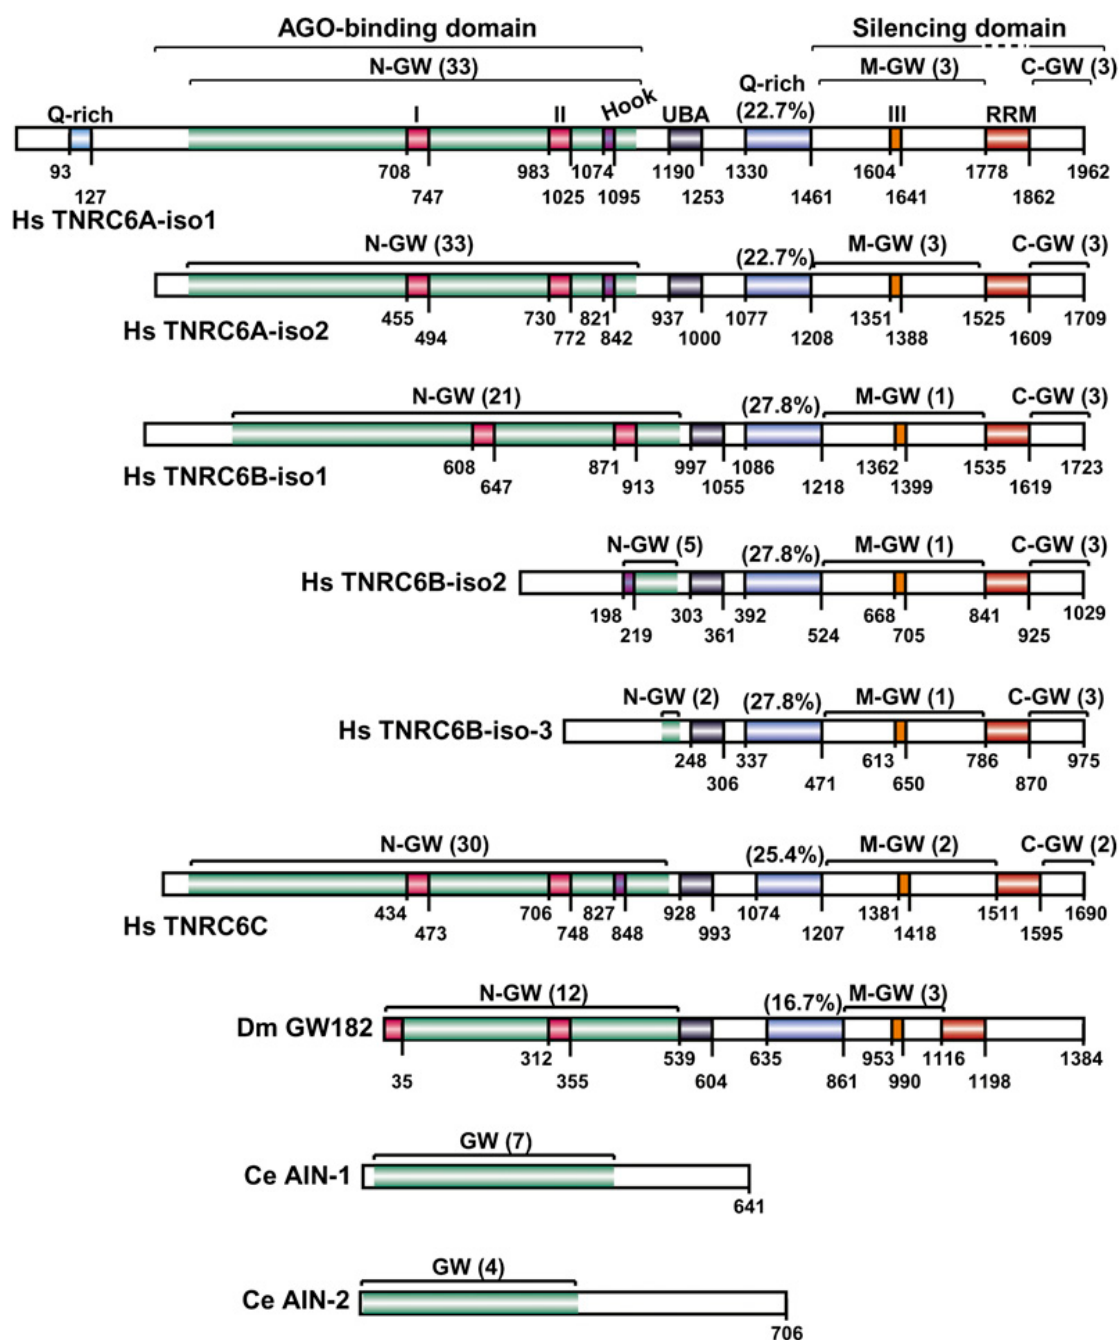 AGO-binding domain Silencing domain
N-GW (33) M-GW (3) C-GW (3)
Q-rich I II Hook UBA Q-rich (22.7%) III RRM
93 708 983 1074 1190 1330 1604 1778 1962
127 747 1025 1095 1253 1461 1641 1862
Hs TNRC6A-iso1
N-GW (33) (22.7%) M-GW (3) C-GW (3)
455 730 821 937 1077 1351 1525 1709
Hs TNRC6A-iso2 494 772 842 1000 1208 1388 1609
N-GW (21) (27.8%) M-GW (1) C-GW (3)
608 871 997 1086 1362 1535 1723
Hs TNRC6B-iso1 647 913 1055 1218 1399 1619
N-GW (5) (27.8%) M-GW (1) C-GW (3)
Hs TNRC6B-iso2
198 303 392 668 841 1029
219 361 524 705 925
N-GW (2) (27.8%) M-GW (1) C-GW (3)
Hs TNRC6B-iso-3
248 337 613 786 975
306 471 650 870
N-GW (30) (25.4%) M-GW (2) C-GW (2)
434 706 827 928 1074 1381 1511 1690
Hs TNRC6C 473 748 848 993 1207 1418 1595
N-GW (12) (16.7%) M-GW (3)
Dm GW182
312 539 635 953 1116 1384
35 355 604 861 990 1198
GW (7)
Ce AIN-1
641
GW (4)
Ce AIN-2
706